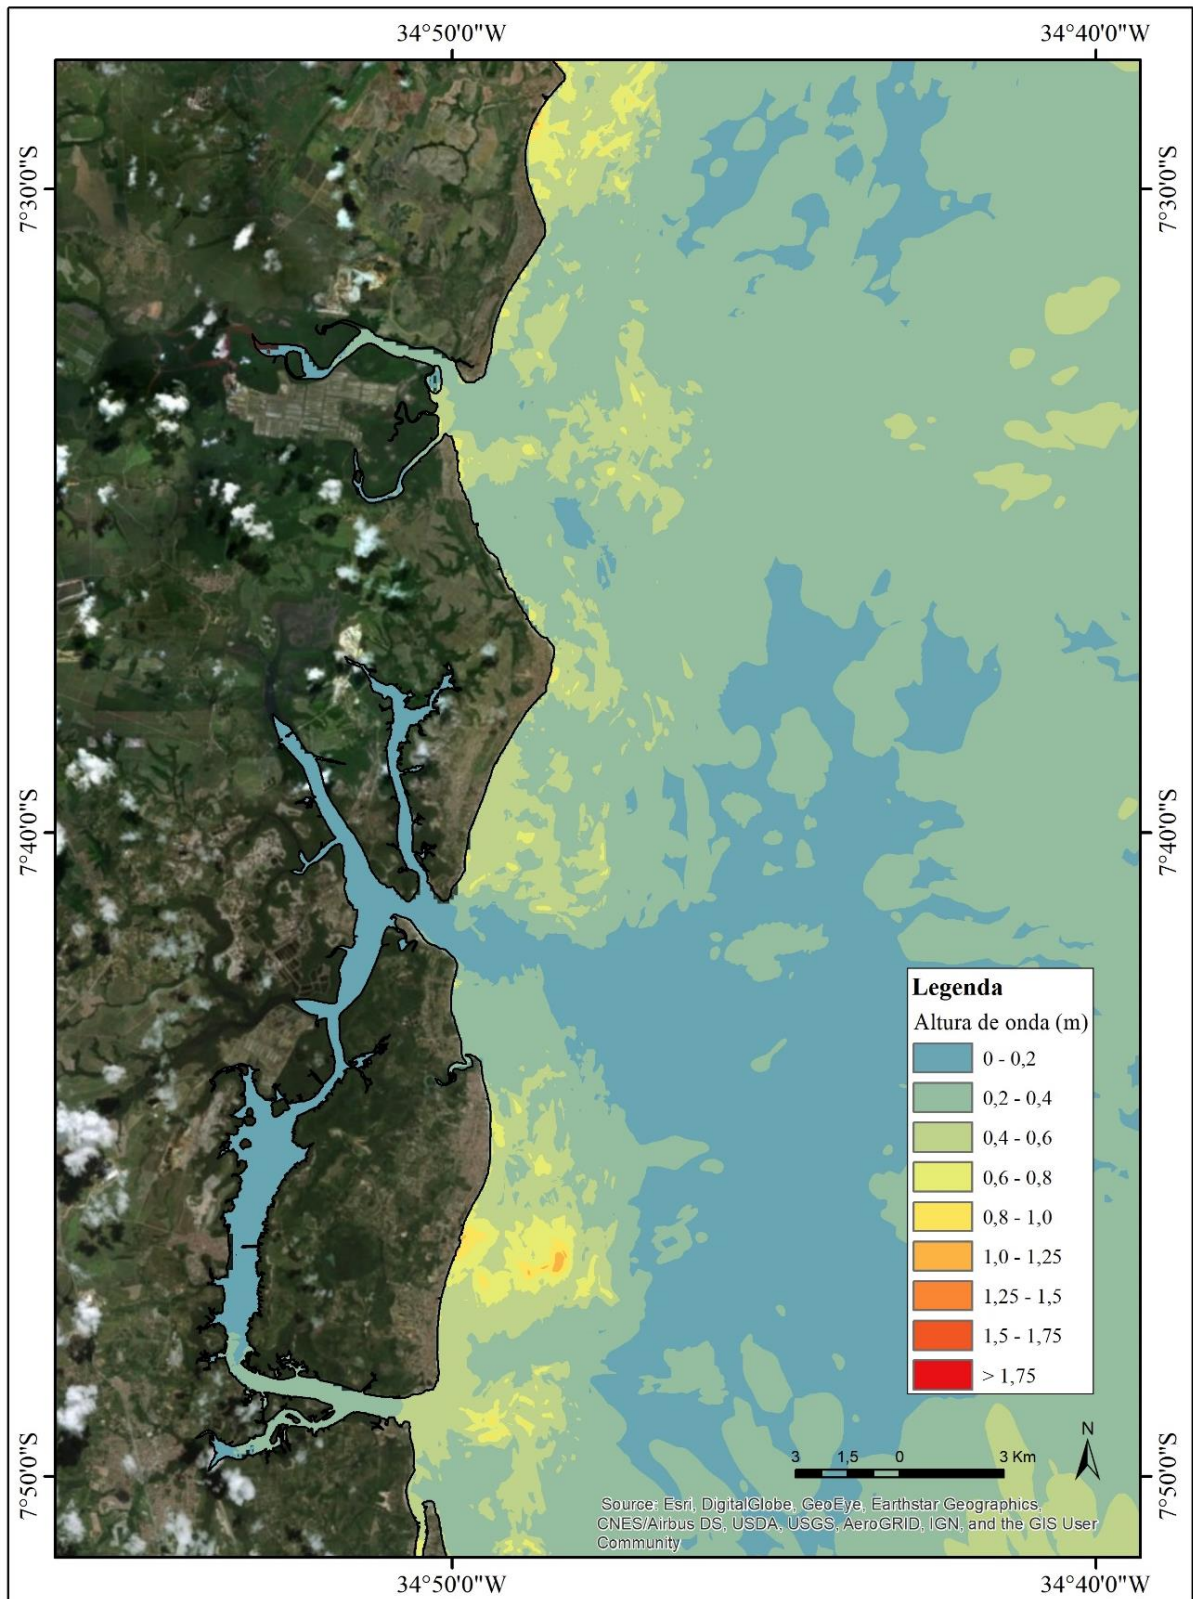 34°50'0"W 34°40'0"W
7°30'0"S 7°30'0"S
7°40'0"S 7°40'0"S
Legenda
Altura de onda (m)
0 - 0,2
0,2 - 0,4
0,4 - 0,6
0,6 - 0,8
0,8 - 1,0
1,0 - 1,25
1,25 - 1,5
1,5 - 1,75
> 1,75
N
3 1,5 0 3 Km
7°50'0"S 7°50'0"S
Source: Esri, DigitalGlobe, GeoEye, Earthstar Geographics,
CNES/Airbus DS, USDA, USGS, AeroGRID, IGN, and the GIS User
Community
34°50'0"W 34°40'0"W